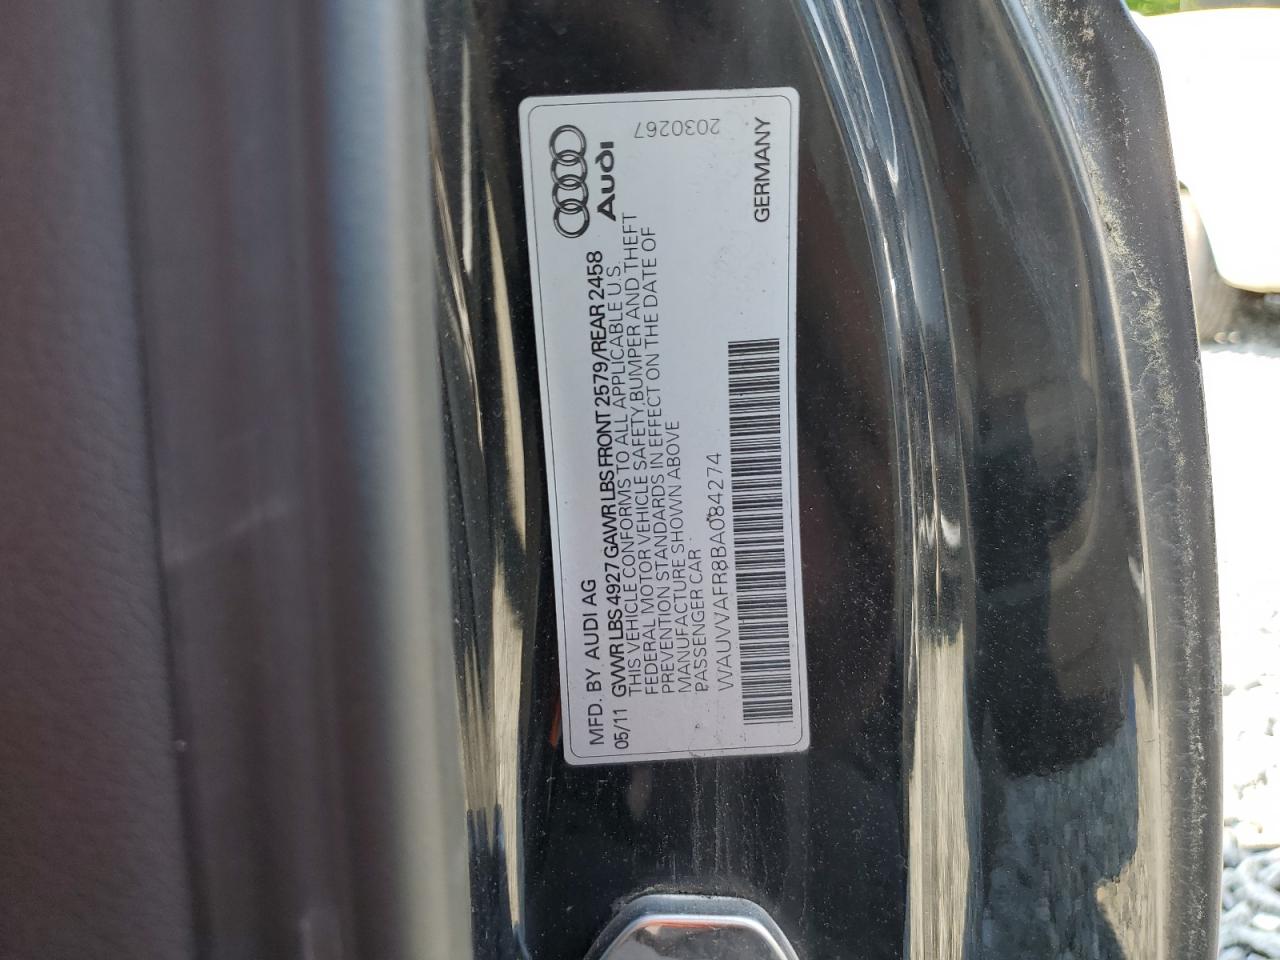 Audi
2030267
MFD. BY AUDI AG
05/11 GVWR LBS 4927 GAWR LBS FRONT 2579/REAR 2458
THIS VEHICLE CONFORMS TO ALL APPLICABLE U.S.
FEDERAL MOTOR VEHICLE SAFETY, BUMPER AND THEFT
PREVENTION STANDARDS IN EFFECT ON THE DATE OF
MANUFACTURE SHOWN ABOVE
PASSENGER CAR
WAUVVAFR8BA084274
GERMANY